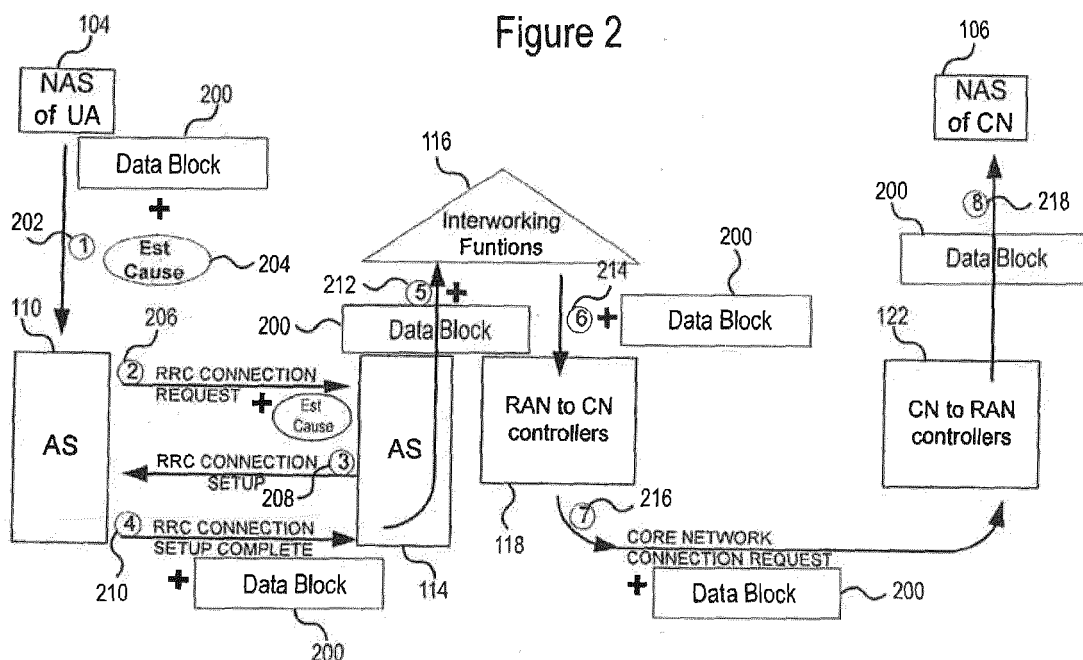 Figure 2
104
NAS
of UA
200
Data Block
+
202
1
Est
Cause
204
110
AS
206
2
RRC CONNECTION
REQUEST
+
Est
Cause
RRC CONNECTION
3
SETUP
208
4
RRC CONNECTION
SETUP COMPLETE
210
+
Data Block
200
116
Interworking
Funtions
212
5
+
200
Data Block
AS
114
214
6
+
200
Data Block
RAN to CN
controllers
118
7
216
CORE NETWORK
CONNECTION REQUEST
+
Data Block
200
106
NAS
of CN
200
8
218
Data Block
122
CN to RAN
controllers